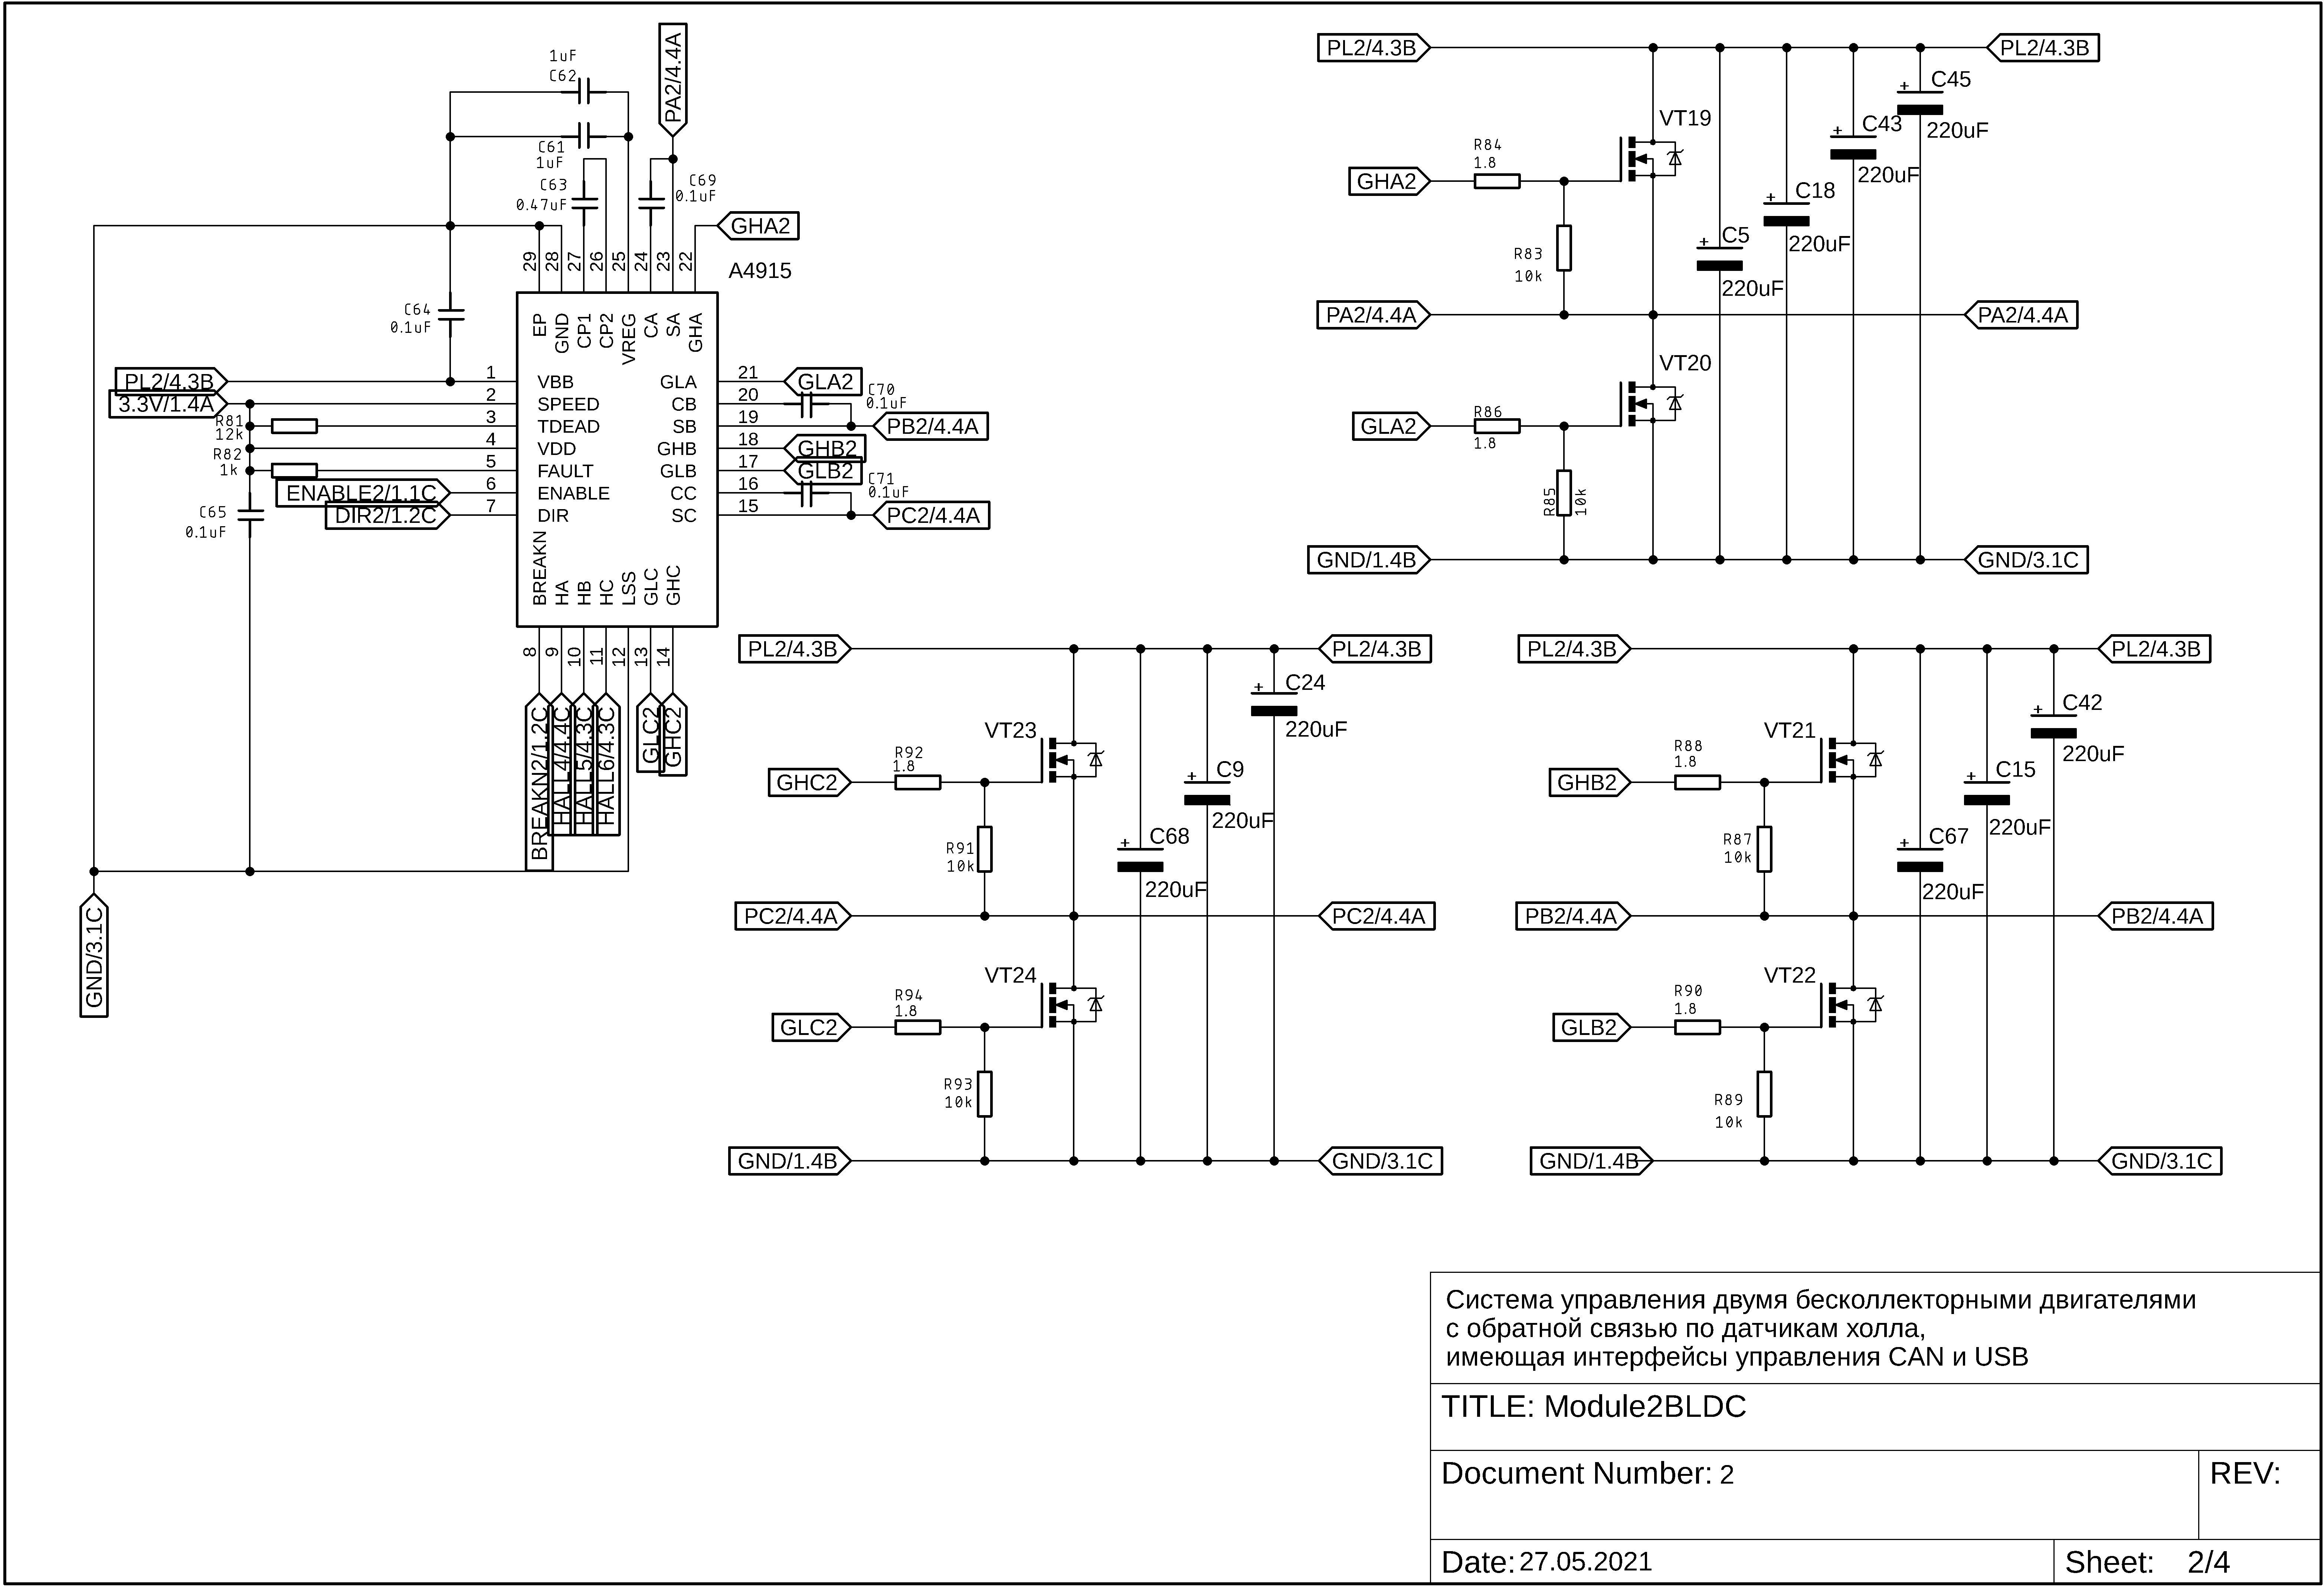 1uF
C62
C61
1uF
C63
0.47uF
PA2/4.4A
C69
0.1uF
GHA2
A4915
29 28 27 26 25 24 23 22
C64
0.1uF
EP GND CP1 CP2 VREG CA SA GHA
PL2/4.3B 1 VBB GLA 21 GLA2
3.3V/1.4A 2 SPEED CB 20
C70
0.1uF
R81
12k
3 TDEAD SB 19 PB2/4.4A
4 VDD GHB 18 GHB2
R82
1k
5 FAULT GLB 17 GLB2
C71
0.1uF
ENABLE2/1.1C 6 ENABLE CC 16
DIR2/1.2C 7 DIR SC 15 PC2/4.4A
C65
0.1uF
BREAKN HA HB HC LSS GLC GHC
8 9 10 11 12 13 14
BREAKN2/1.2C HALL4/4.4C HALL5/4.3C HALL6/4.3C GLC2 GHC2
GND/3.1C
PL2/4.3B PL2/4.3B
C45
220uF
VT19
C43
220uF
R84
1.8
GHA2
C18
220uF
R83
10k
C5
220uF
PA2/4.4A PA2/4.4A
VT20
R86
GLA2
1.8
R85
10k
GND/1.4B GND/3.1C
PL2/4.3B PL2/4.3B
C24
220uF
VT23
R92
1.8
GHC2
C9
220uF
R91
10k
C68
220uF
PC2/4.4A PC2/4.4A
VT24
R94
1.8
GLC2
R93
10k
GND/1.4B GND/3.1C
PL2/4.3B PL2/4.3B
C42
220uF
VT21
R88
1.8
GHB2
C15
220uF
R87
10k
C67
220uF
PB2/4.4A PB2/4.4A
VT22
R90
1.8
GLB2
R89
10k
GND/1.4B GND/3.1C
Система управления двумя бесколлекторными двигателями
с обратной связью по датчикам холла,
имеющая интерфейсы управления CAN и USB
TITLE: Module2BLDC
Document Number: 2 REV:
Date: 27.05.2021 Sheet: 2/4